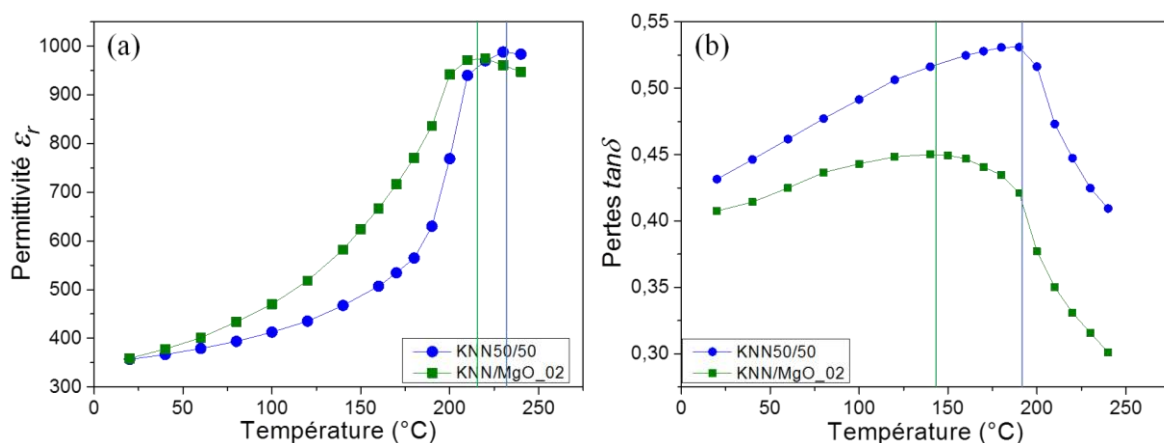 (a)
Permittivité εr
1000
900
800
700
600
500
400
300
0
50
100
150
200
250
Température (°C)
KNN50/50
KNN/MgO_02
(b)
Pertes tanδ
0,55
0,50
0,45
0,40
0,35
0,30
0
50
100
150
200
250
Température (°C)
KNN50/50
KNN/MgO_02